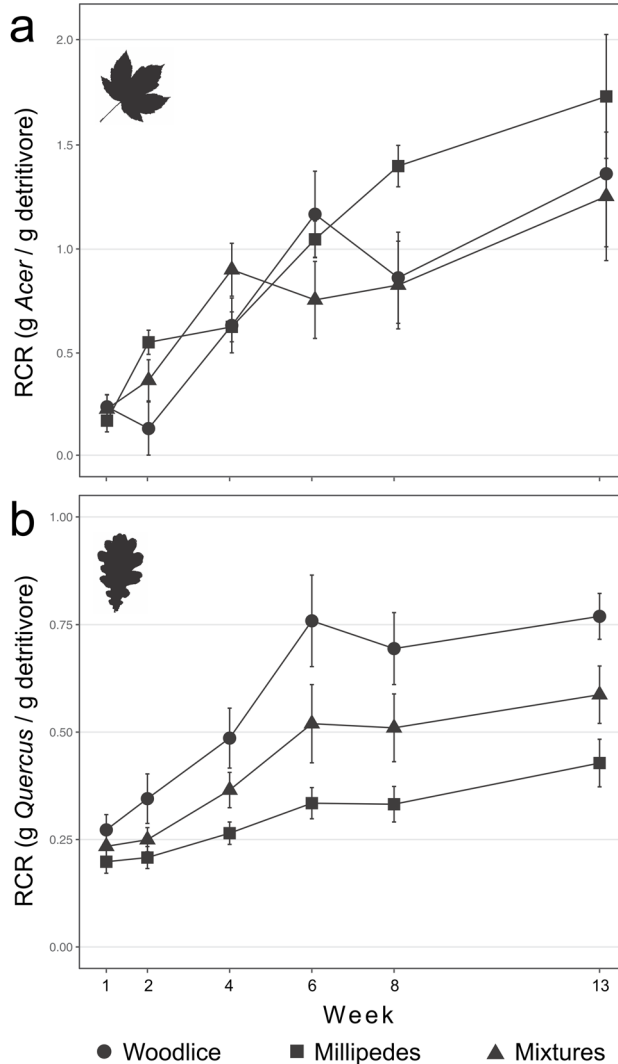 a
RCR (g Acer / g detritivore)
2.0
1.5
1.0
0.5
0.0
b
RCR (g Quercus / g detritivore)
1.00
0.75
0.50
0.25
0.00
1 2 4 6 8 13
Week
Woodlice Millipedes Mixtures